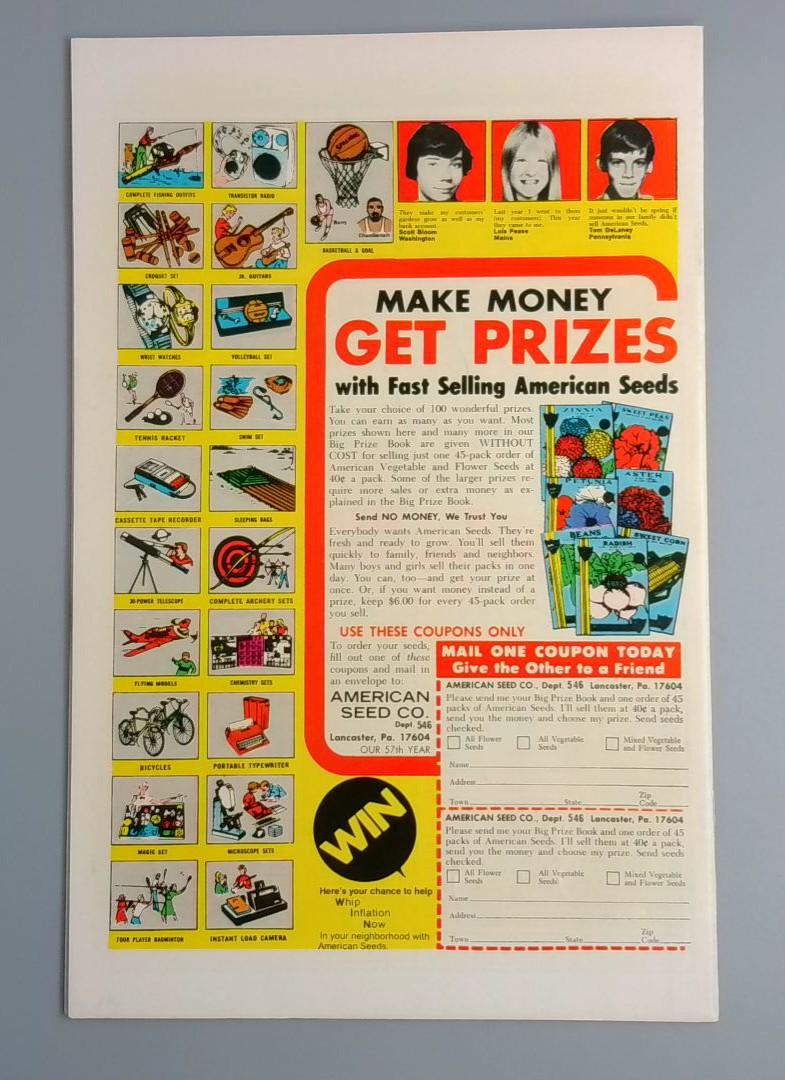 COMPLETE FISHING OUTFITS
TRANSISTOR RADIO
SPALDING
Barry
Chamberlain
BASKETBALL & GOAL
They make my customers'
gardens grow as well as my
bank account.
Scott Bloom
Washington
Last year I went to them
(my customers). This year
they came to me.
Lois Pease
Maine
It just wouldn't be spring if
someone in our family didn't
sell American Seeds.
Tom DeLaney
Pennsylvania
CROQUET SET
JR. GUITARS
WRIST WATCHES
VOLLEYBALL SET
TENNIS RACKET
SWIM SET
CASSETTE TAPE RECORDER
SLEEPING BAGS
30-POWER TELESCOPE
COMPLETE ARCHERY SETS
FLYING MODELS
CHEMISTRY SETS
BICYCLES
PORTABLE TYPEWRITER
MAGIC SET
MICROSCOPE SETS
FOUR PLAYER BADMINTON
INSTANT LOAD CAMERA
MAKE MONEY
GET PRIZES
with Fast Selling American Seeds
Take your choice of 100 wonderful prizes.
You can earn as many as you want. Most
prizes shown here and many more in our
Big Prize Book are given WITHOUT
COST for selling just one 45-pack order of
American Vegetable and Flower Seeds at
40¢ a pack. Some of the larger prizes re-
quire more sales or extra money as ex-
plained in the Big Prize Book.
Send NO MONEY, We Trust You
Everybody wants American Seeds. They're
fresh and ready to grow. You'll sell them
quickly to family, friends and neighbors.
Many boys and girls sell their packs in one
day. You can, too—and get your prize at
once. Or, if you want money instead of a
prize, keep $6.00 for every 45-pack order
you sell.
ZINNIA
SWEET PEAS
PETUNIA
ASTER
BEANS
RADISH
SWEET CORN
USE THESE COUPONS ONLY
To order your seeds,
fill out one of these
coupons and mail in
an envelope to:
AMERICAN
SEED CO.
Dept. 546
Lancaster, Pa. 17604
OUR 57th YEAR
MAIL ONE COUPON TODAY
Give the Other to a Friend
AMERICAN SEED CO., Dept. 546 Lancaster, Pa. 17604
Please send me your Big Prize Book and one order of 45
packs of American Seeds. I'll sell them at 40¢ a pack,
send you the money and choose my prize. Send seeds
checked.
All Flower Seeds
All Vegetable Seeds
Mixed Vegetable and Flower Seeds
Name
Address
Town State Zip Code
AMERICAN SEED CO., Dept. 546 Lancaster, Pa. 17604
Please send me your Big Prize Book and one order of 45
packs of American Seeds. I'll sell them at 40¢ a pack,
send you the money and choose my prize. Send seeds
checked.
All Flower Seeds
All Vegetable Seeds
Mixed Vegetable and Flower Seeds
Name
Address
Town State Zip Code
WIN
Here's your chance to help
Whip
Inflation
Now
In your neighborhood with
American Seeds.